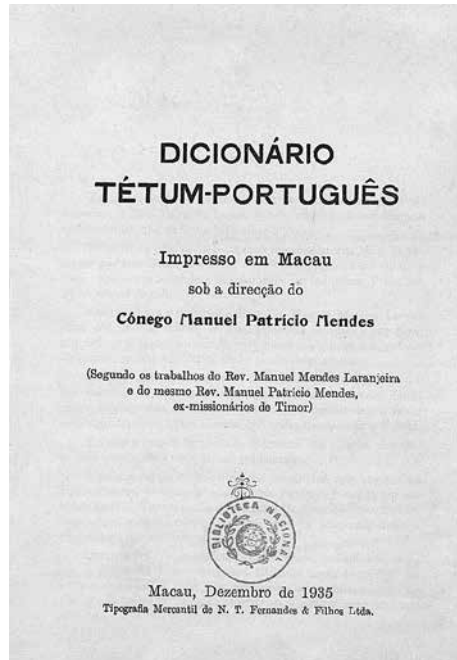 DICIONÁRIO
TÉTUM-PORTUGUÊS
Impresso em Macau
sob a direcção do
Cónego Manuel Patrício Mendes
(Segundo os trabalhos do Rev. Manuel Mendes Laranjeira
e do mesmo Rev. Manuel Patrício Mendes,
ex-missionários de Timor)
BIBLIOTECA NACIONAL
Macau, Dezembro de 1935
Tipografia Mercantil de N. T. Fernandes & Filhos Ltda.